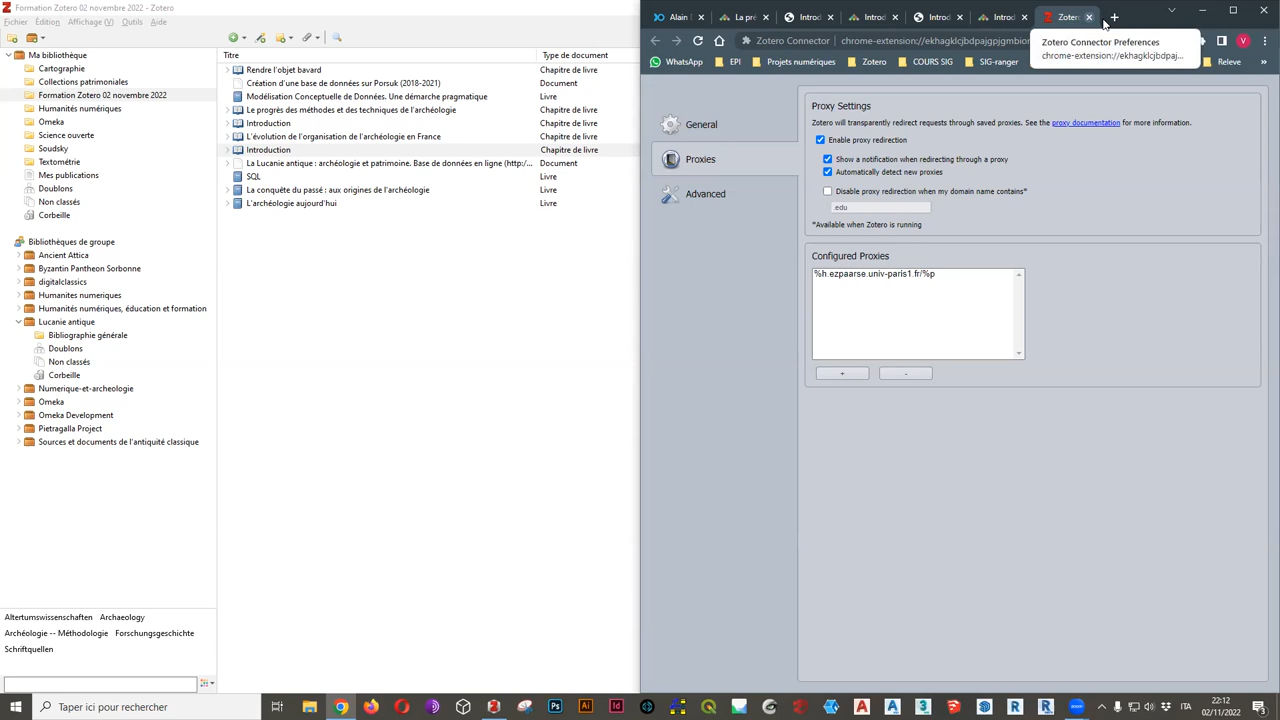 Formation Zotero 02 novembre 2022 - Zotero
Fichier Édition Affichage (V) Outils Aide
Ma bibliothèque
Cartographie
Collections patrimoniales
Formation Zotero 02 novembre 2022
Humanités numériques
Omeka
Science ouverte
Soudsky
Textométrie
Mes publications
Doublons
Non classés
Corbeille
Bibliothèques de groupe
Ancient Attica
Byzantin Pantheon Sorbonne
digitalclassics
Humanites numeriques
Humanités numériques, éducation et formation
Lucanie antique
Bibliographie générale
Doublons
Non classés
Corbeille
Numerique-et-archeologie
Omeka
Omeka Development
Pietragalla Project
Sources et documents de l'antiquité classique
Altertumswissenschaften Archaeology
Archéologie -- Méthodologie Forschungsgeschichte
Schriftquellen
Titre Type de document
Rendre l'objet bavard Chapitre de livre
Création d'une base de données sur Porsuk (2018-2021) Document
Modélisation Conceptuelle de Données. Une démarche pragmatique Livre
Le progrès des méthodes et des techniques de l'archéologie Chapitre de livre
Introduction Chapitre de livre
L'évolution de l'organisation de l'archéologie en France Chapitre de livre
Introduction Chapitre de livre
La Lucanie antique : archéologie et patrimoine. Base de données en ligne (http:/... Document
SQL Livre
La conquête du passé : aux origines de l'archéologie Livre
L'archéologie aujourd'hui Livre
Alain La pré Introd Introd Introd Introd Zoter
Zotero Connector chrome-extension://ekhagklcjbdpajgpjgmbion
Zotero Connector Preferences
chrome-extension://ekhagklcjbdpaj...
V
WhatsApp EPI Projets numériques Zotero COURS SIG SIG-ranger Releve »
General
Proxies
Advanced
Proxy Settings
Zotero will transparently redirect requests through saved proxies. See the proxy documentation for more information.
Enable proxy redirection
Show a notification when redirecting through a proxy
Automatically detect new proxies
Disable proxy redirection when my domain name contains*
.edu
*Available when Zotero is running
Configured Proxies
%h.ezpaarse.univ-paris1.fr/%p
+ -
Taper ici pour rechercher
Ps Ai Id
ITA
22:12
02/11/2022